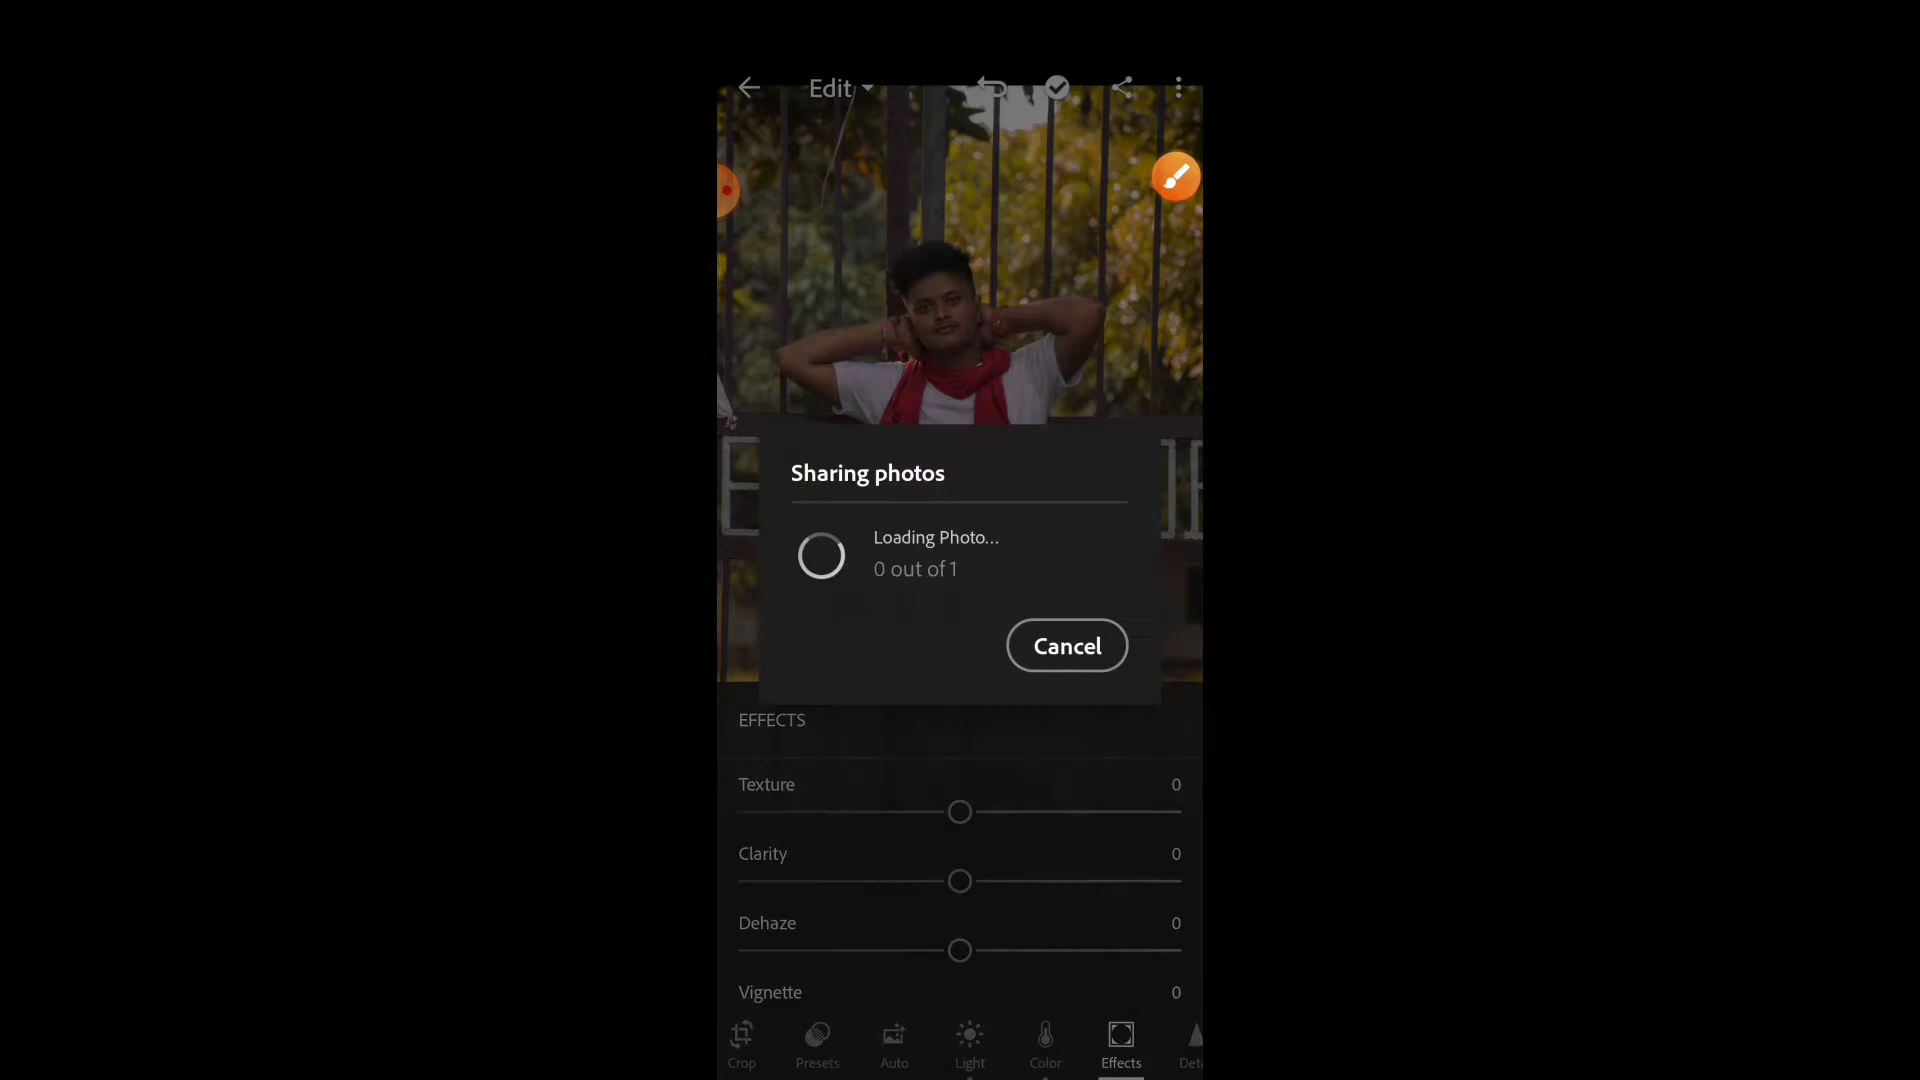 Edit
Sharing photos
Loading Photo...
0 out of 1
Cancel
EFFECTS
Texture 0
Clarity 0
Dehaze 0
Vignette 0
Crop Presets Auto Light Color Effects Deta